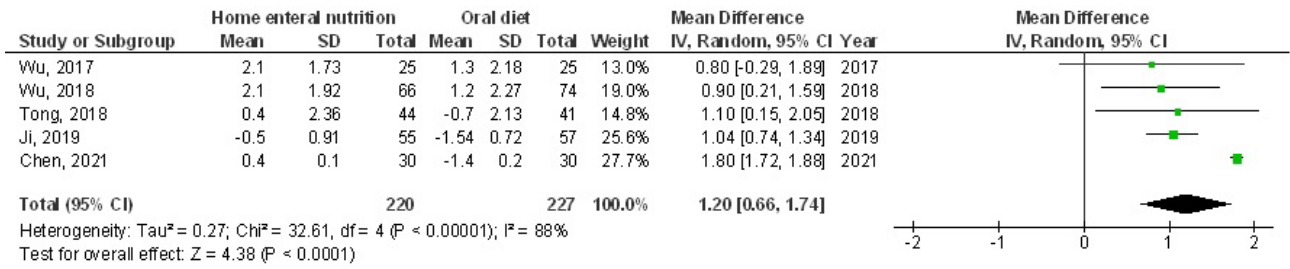 Home enteral nutrition Oral diet Mean Difference Mean Difference
Study or Subgroup Mean SD Total Mean SD Total Weight IV, Random, 95% CI Year IV, Random, 95% CI
Wu, 2017 2.1 1.73 25 1.3 2.18 25 13.0% 0.80 [-0.29, 1.89] 2017
Wu, 2018 2.1 1.92 66 1.2 2.27 74 19.0% 0.90 [0.21, 1.59] 2018
Tong, 2018 0.4 2.36 44 -0.7 2.13 41 14.8% 1.10 [0.15, 2.05] 2018
Ji, 2019 -0.5 0.91 55 -1.54 0.72 57 25.6% 1.04 [0.74, 1.34] 2019
Chen, 2021 0.4 0.1 30 -1.4 0.2 30 27.7% 1.80 [1.72, 1.88] 2021
Total (95% CI) 220 227 100.0% 1.20 [0.66, 1.74]
Heterogeneity: Tau² = 0.27; Chi² = 32.61, df = 4 (P < 0.00001); I² = 88%
Test for overall effect: Z = 4.38 (P < 0.0001)
-2 -1 0 1 2